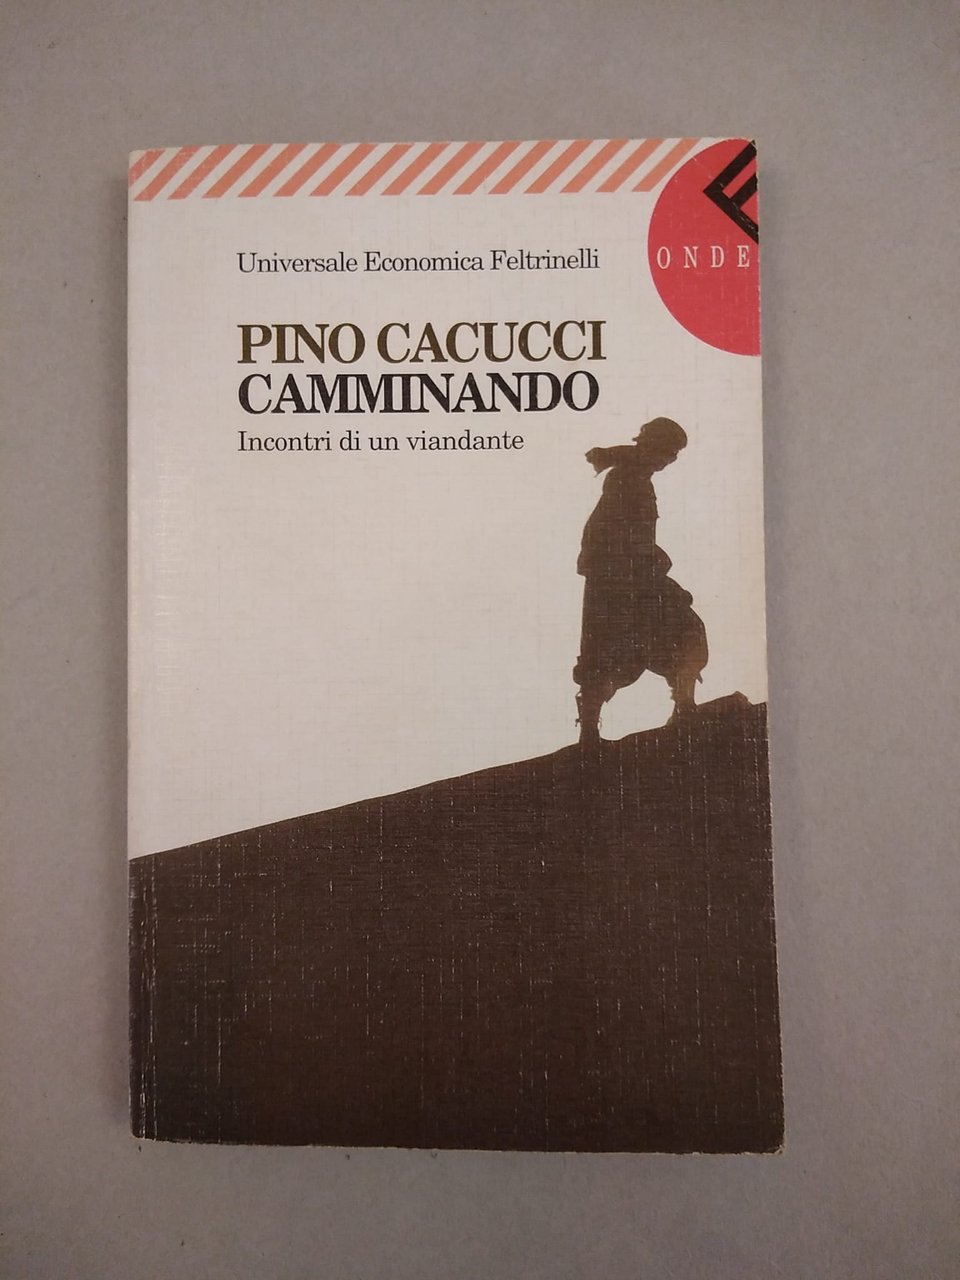 Universale Economica Feltrinelli
ONDE
PINO CACUCCI
CAMMINANDO
Incontri di un viandante